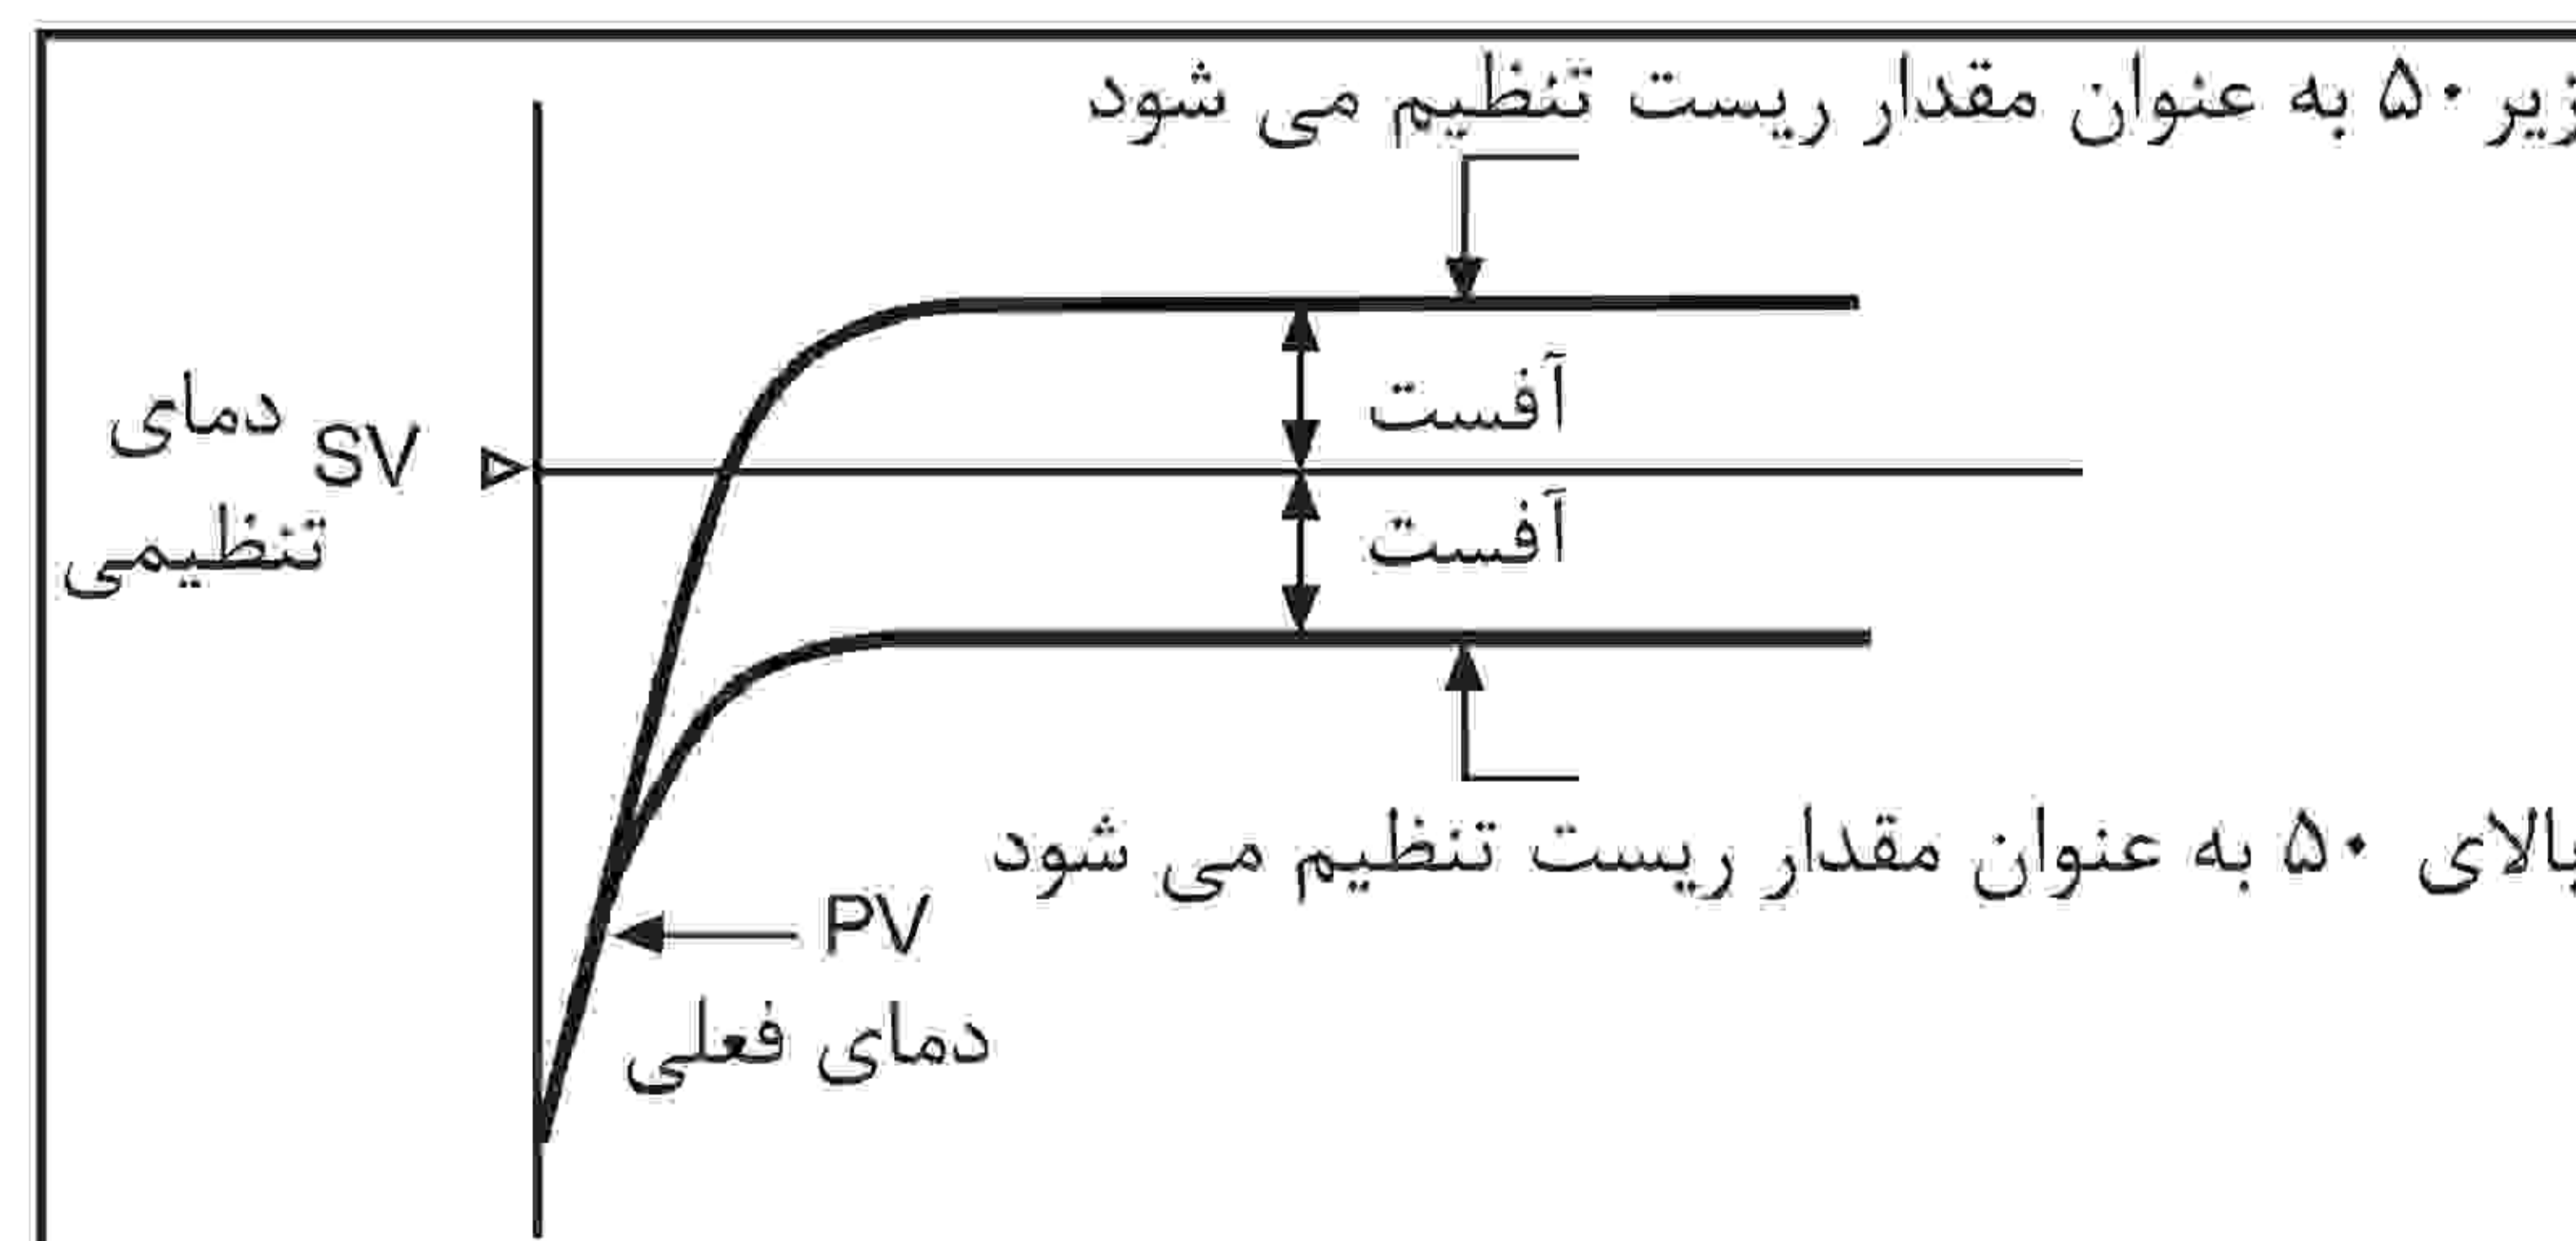 زیر ۵۰ به عنوان مقدار ریست تنظیم می شود
آفست
دمای
SV
تنظیمی
آفست
بالای ۵۰ به عنوان مقدار ریست تنظیم می شود
PV
دمای فعلی